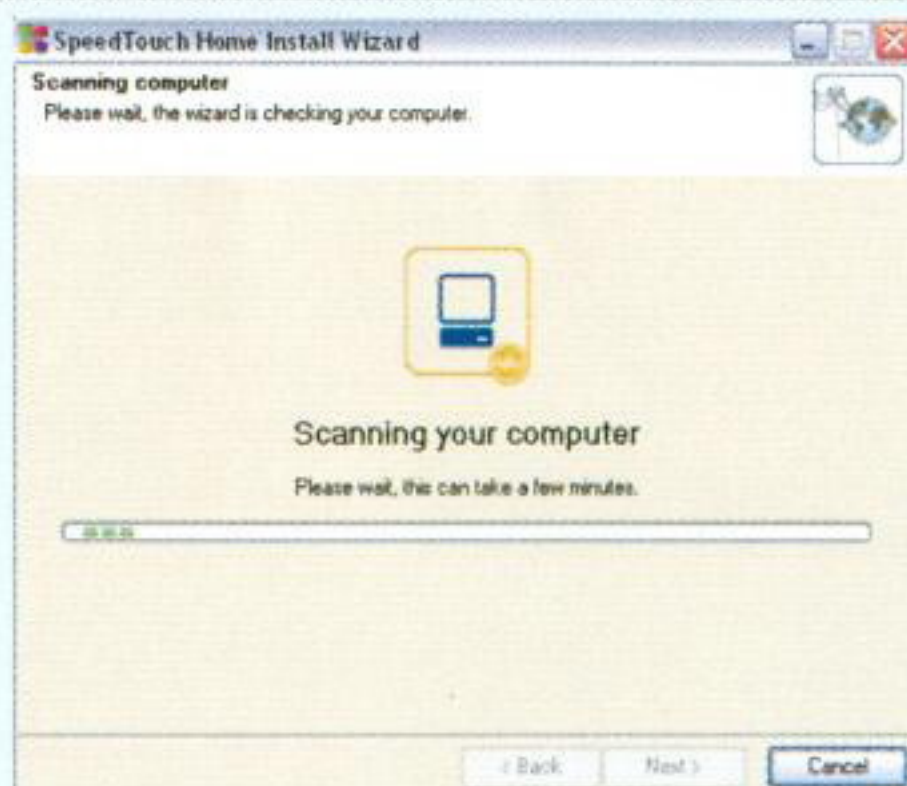 SpeedTouch Home Install Wizard
Scanning computer
Please wait, the wizard is checking your computer.
Scanning your computer
Please wait, this can take a few minutes.
< Back
Next >
Cancel